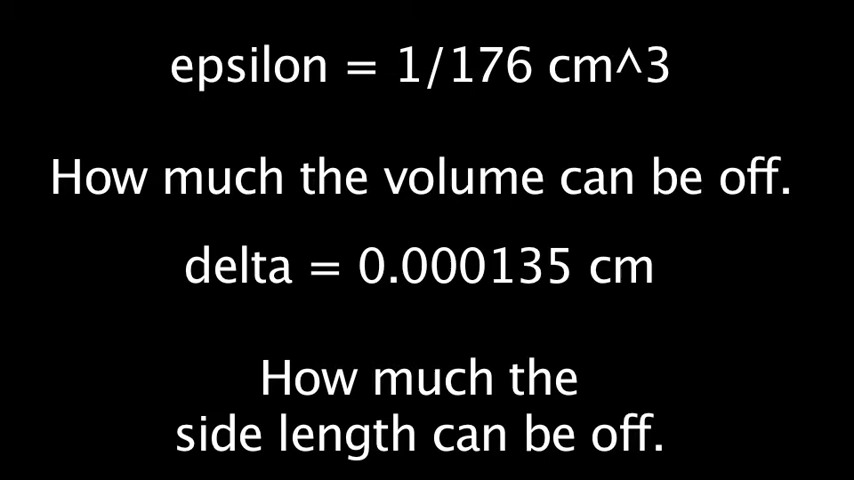 epsilon = 1/176 cm^3
How much the volume can be off.
delta = 0.000135 cm
How much the
side length can be off.